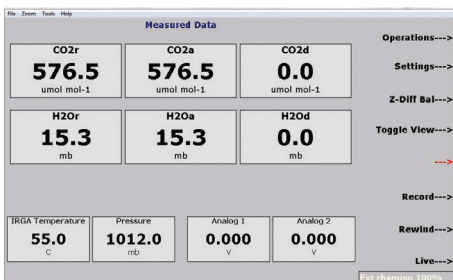 File Zoom Tools Help
Measured Data
Operations--->
CO2r CO2a CO2d
576.5 576.5 0.0
umol mol-1 umol mol-1 umol mol-1
Settings--->
Z-Diff Bal--->
H2Or H2Oa H2Od
15.3 15.3 0.0
mb mb mb
Toggle View--->
--->
Record--->
IRGA Temperature Pressure Analog 1 Analog 2
55.0 1012.0 0.000 0.000
C mb V V
Rewind--->
Live--->
Ext charging 100%